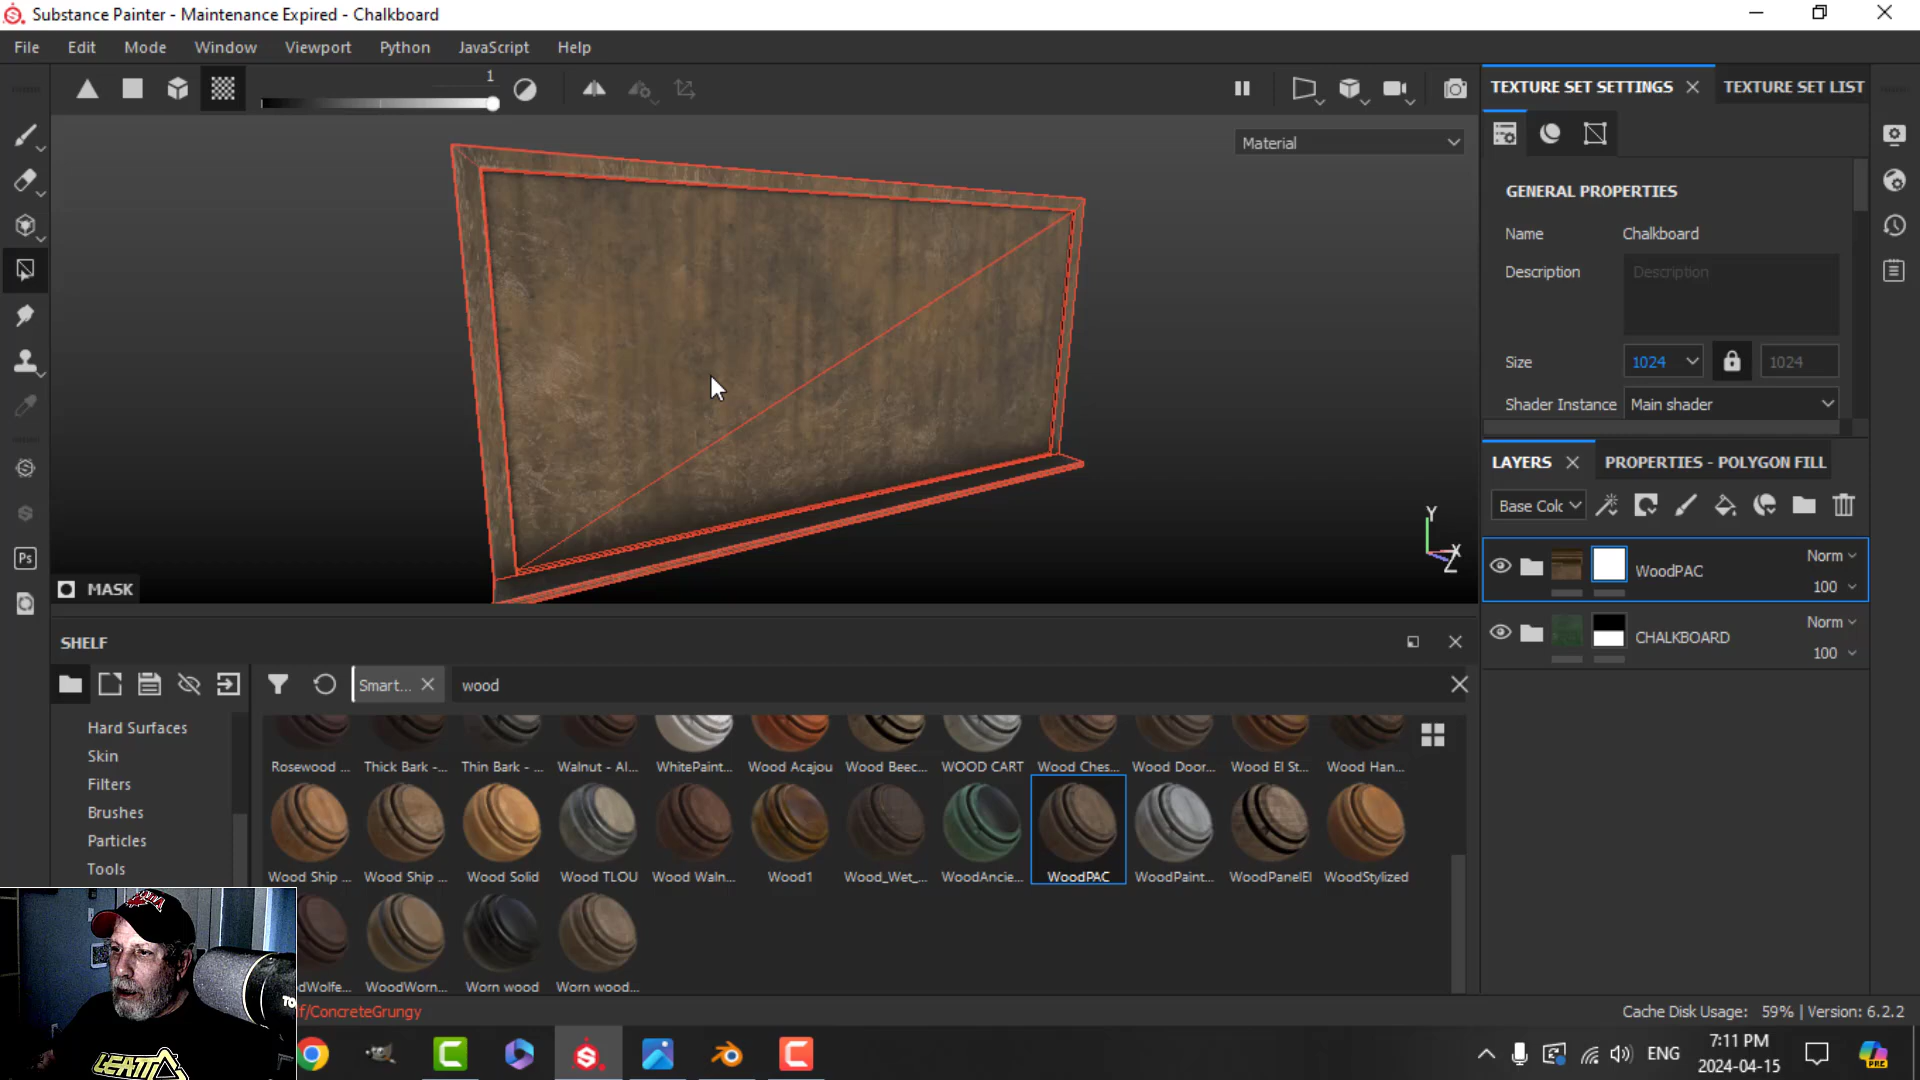 Substance Painter - Maintenance Expired - Chalkboard
File Edit Mode Window Viewport Python JavaScript Help
1
TEXTURE SET SETTINGS
TEXTURE SET LIST
Material
GENERAL PROPERTIES
Name Chalkboard
Description Description
Size 1024 1024
Shader Instance Main shader
LAYERS
PROPERTIES - POLYGON FILL
Base Colc
Ps
Y
X
Z
WoodPAC Norm
100
CHALKBOARD Norm
100
MASK
SHELF
Smart...
wood
Hard Surfaces
Skin
Filters
Brushes
Particles
Tools
Rosewood ... Thick Bark -... Thin Bark - ... Walnut - Al... WhitePaint... Wood Acajou Wood Beec... WOOD CART Wood Ches... Wood Door... Wood El St... Wood Han...
Wood Ship ... Wood Ship ... Wood Solid Wood TLOU Wood Waln... Wood1 Wood_Wet_... WoodAncie... WoodPAC WoodPaint... WoodPanelEl WoodStylized
dWolfe... WoodWorn... Worn wood Worn wood...
f/ConcreteGrungy
Cache Disk Usage: 59% | Version: 6.2.2
LEATT
ENG
7:11 PM
2024-04-15
PRE